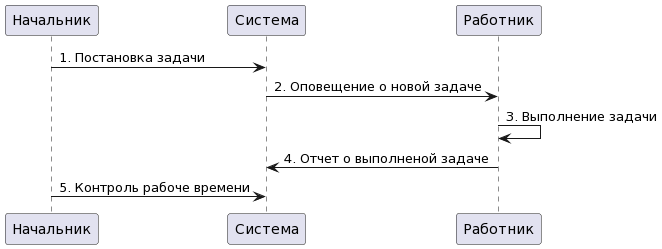 Начальник
Система
Работник
1. Постановка задачи
2. Оповещение о новой задаче
3. Выполнение задачи
4. Отчет о выполненой задаче
5. Контроль рабоче времени
Начальник
Система
Работник